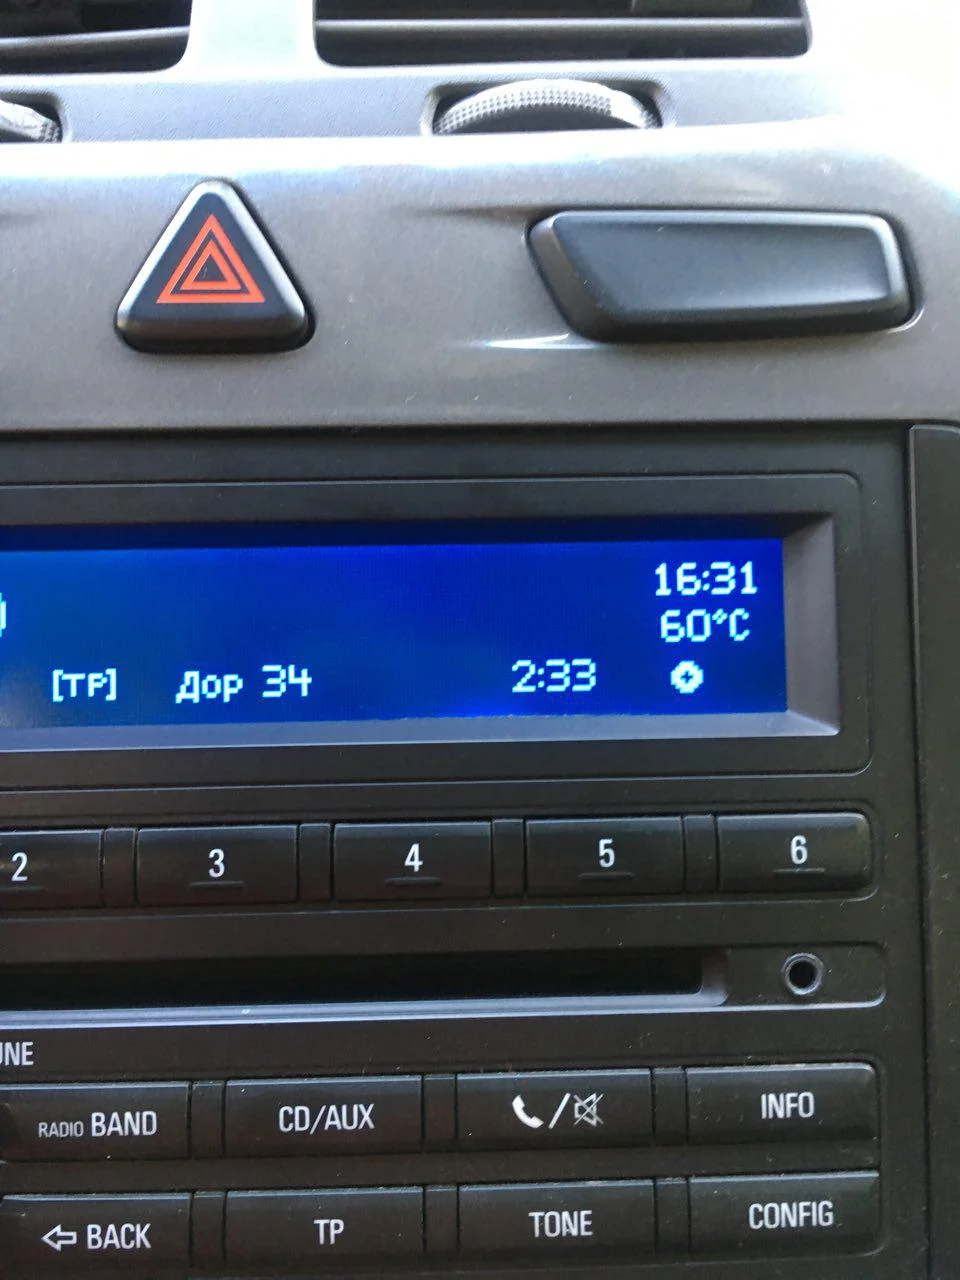 16:31
60°C
[TP] Дор 34 2:33
2 3 4 5 6
UNE
RADIO BAND CD/AUX INFO
BACK TP TONE CONFIG